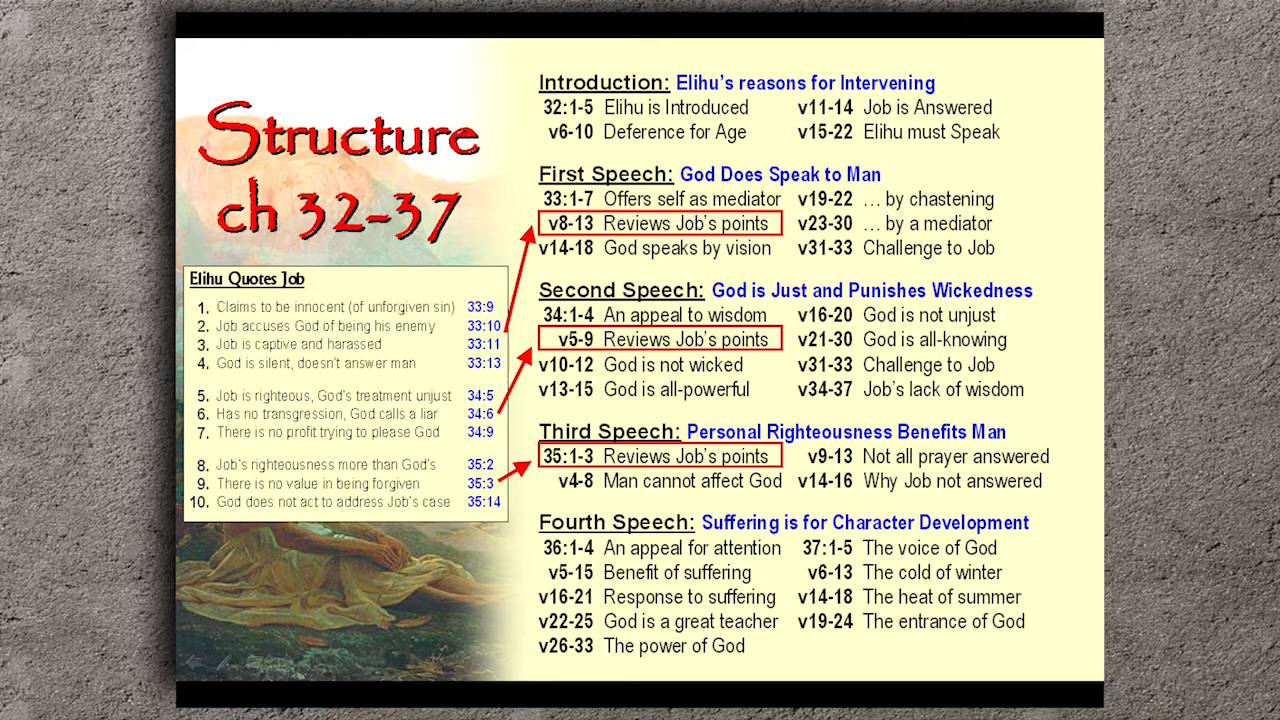 Structure
ch 32-37
Elihu Quotes Job
1. Claims to be innocent (of unforgiven sin) 33:9
2. Job accuses God of being his enemy 33:10
3. Job is captive and harassed 33:11
4. God is silent, doesn't answer man 33:13
5. Job is righteous, God's treatment unjust 34:5
6. Has no transgression, God calls a liar 34:6
7. There is no profit trying to please God 34:9
8. Job's righteousness more than God's 35:2
9. There is no value in being forgiven 35:3
10. God does not act to address Job's case 35:14
Introduction: Elihu's reasons for Intervening
32:1-5 Elihu is Introduced v11-14 Job is Answered
v6-10 Deference for Age v15-22 Elihu must Speak
First Speech: God Does Speak to Man
33:1-7 Offers self as mediator v19-22 … by chastening
v8-13 Reviews Job's points v23-30 … by a mediator
v14-18 God speaks by vision v31-33 Challenge to Job
Second Speech: God is Just and Punishes Wickedness
34:1-4 An appeal to wisdom v16-20 God is not unjust
v5-9 Reviews Job's points v21-30 God is all-knowing
v10-12 God is not wicked v31-33 Challenge to Job
v13-15 God is all-powerful v34-37 Job's lack of wisdom
Third Speech: Personal Righteousness Benefits Man
35:1-3 Reviews Job's points v9-13 Not all prayer answered
v4-8 Man cannot affect God v14-16 Why Job not answered
Fourth Speech: Suffering is for Character Development
36:1-4 An appeal for attention 37:1-5 The voice of God
v5-15 Benefit of suffering v6-13 The cold of winter
v16-21 Response to suffering v14-18 The heat of summer
v22-25 God is a great teacher v19-24 The entrance of God
v26-33 The power of God